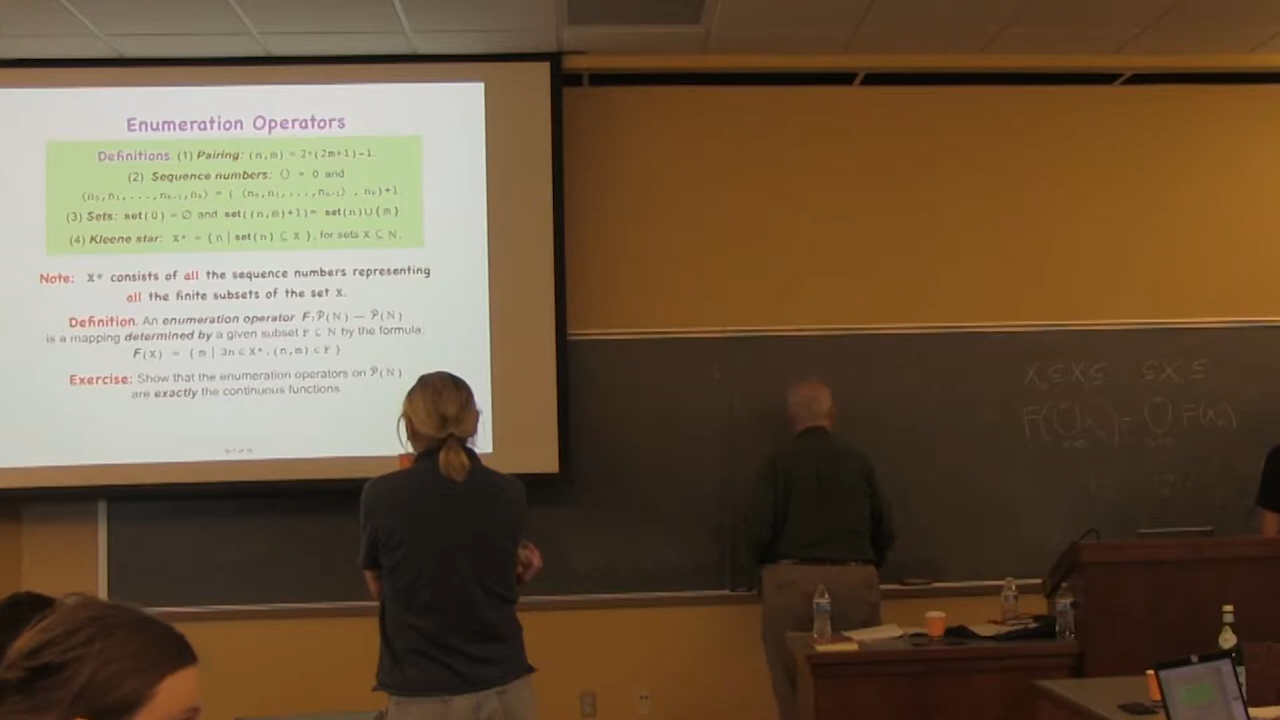 Enumeration Operators
Definitions (1) Pairing: (n,m) = 2ⁿ(2m+1)-1.
(2) Sequence numbers: ⟨⟩ = 0 and
⟨n₀,n₁,...,nₖ₋₁,nₖ⟩ = (⟨n₀,n₁,...,nₖ₋₁⟩, nₖ)+1.
(3) Sets: set(0) = ∅ and set((n,m)+1) = set(n)∪{m}
(4) Kleene star: X* = {n | set(n) ⊆ X}, for sets X ⊆ N.
Note: X* consists of all the sequence numbers representing
all the finite subsets of the set X.
Definition. An enumeration operator F:𝒫(N) → 𝒫(N)
is a mapping determined by a given subset F ⊆ N by the formula:
F(X) = {m | ∃n∈X*. (n,m) ∈ F}
Exercise: Show that the enumeration operators on 𝒫(N)
are exactly the continuous functions.